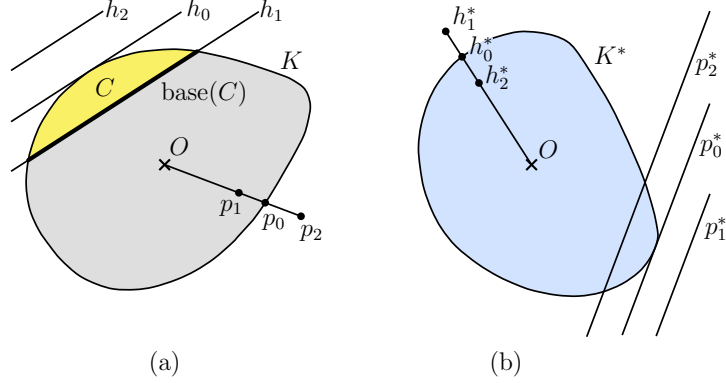 h₂
h₀
h₁
C
base(C)
K
O
p₁
p₀
p₂
(a)
h₁*
h₀*
h₂*
K*
O
p₂*
p₀*
p₁*
(b)